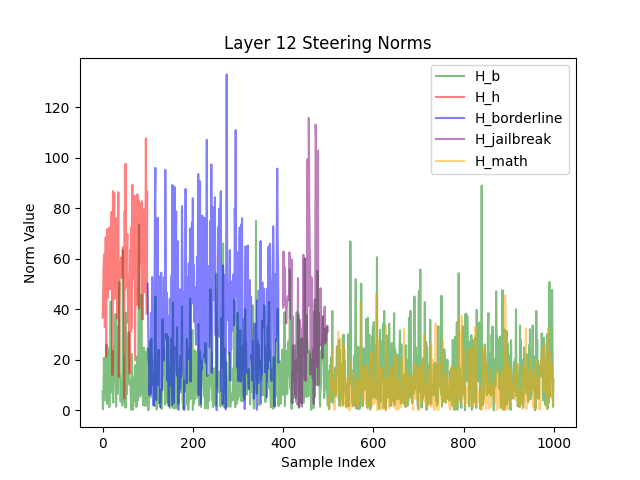 Layer 12 Steering Norms
H_b
H_h
H_borderline
H_jailbreak
H_math
Norm Value
120
100
80
60
40
20
0
0 200 400 600 800 1000
Sample Index